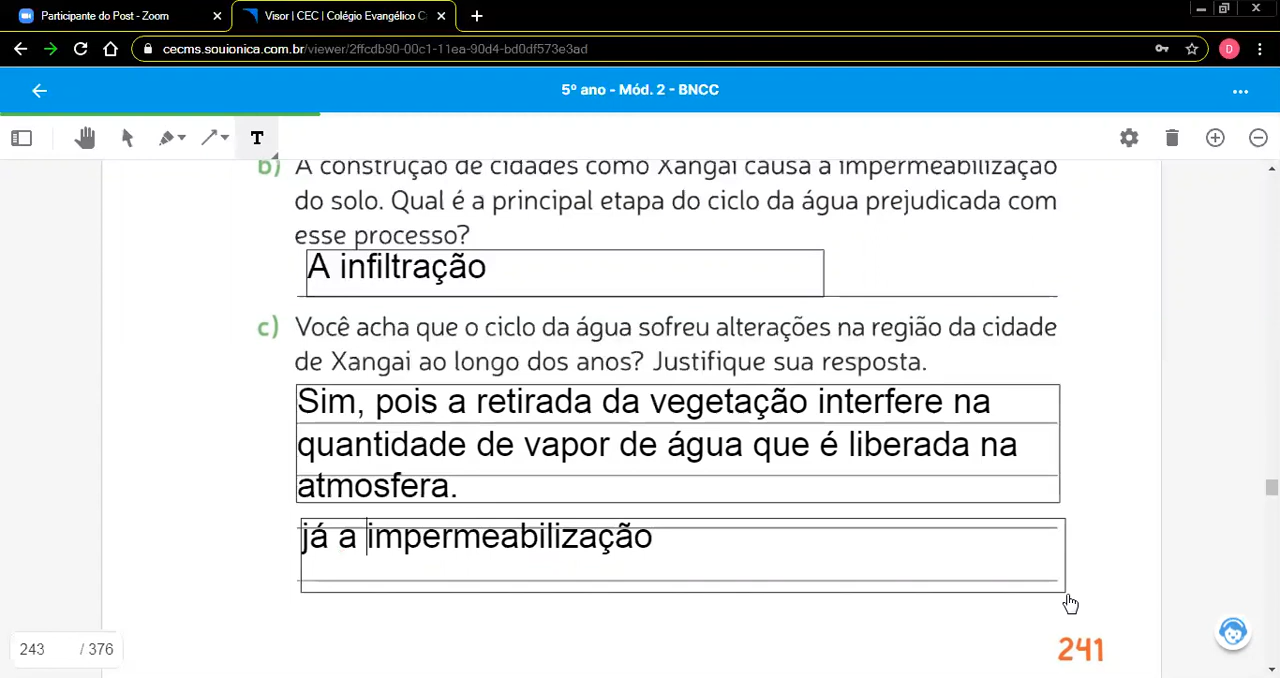 Participante do Post - Zoom
Visor | CEC | Colégio Evangélico C
cecms.souionica.com.br/viewer/2ffcdb90-00c1-11ea-90d4-bd0df573e3ad
D
5º ano - Mód. 2 - BNCC
T
b) A construção de cidades como Xangai causa a impermeabilização
do solo. Qual é a principal etapa do ciclo da água prejudicada com
esse processo?
A infiltração
c) Você acha que o ciclo da água sofreu alterações na região da cidade
de Xangai ao longo dos anos? Justifique sua resposta.
Sim, pois a retirada da vegetação interfere na
quantidade de vapor de água que é liberada na
atmosfera.
já a impermeabilização
243 / 376
241